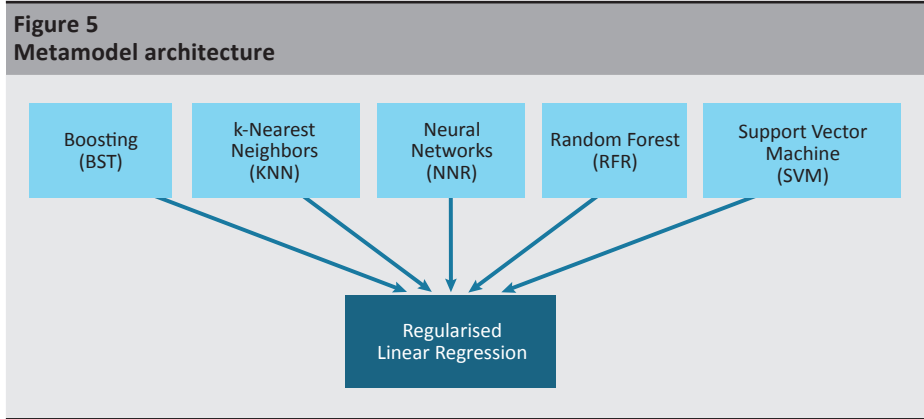 Figure 5
Metamodel architecture
Boosting
(BST)
k-Nearest
Neighbors
(KNN)
Neural
Networks
(NNR)
Random Forest
(RFR)
Support Vector
Machine
(SVM)
Regularised
Linear Regression